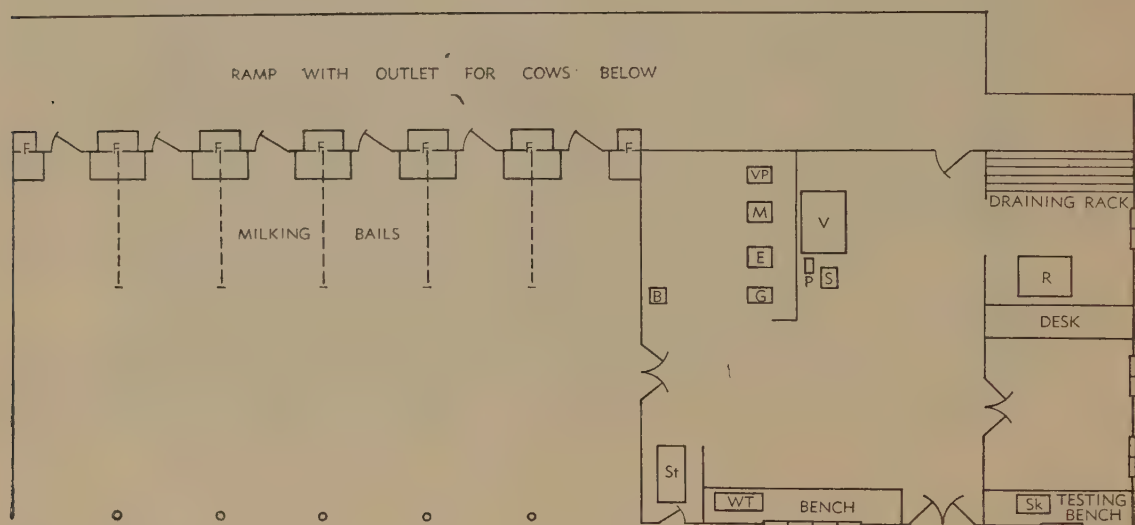 RAMP WITH OUTLET FOR COWS BELOW
F F F F F F F
VP
M
V
DRAINING RACK
MILKING BAILS
E
P S
R
B
G
DESK
St
WT BENCH
Sk TESTING
BENCH